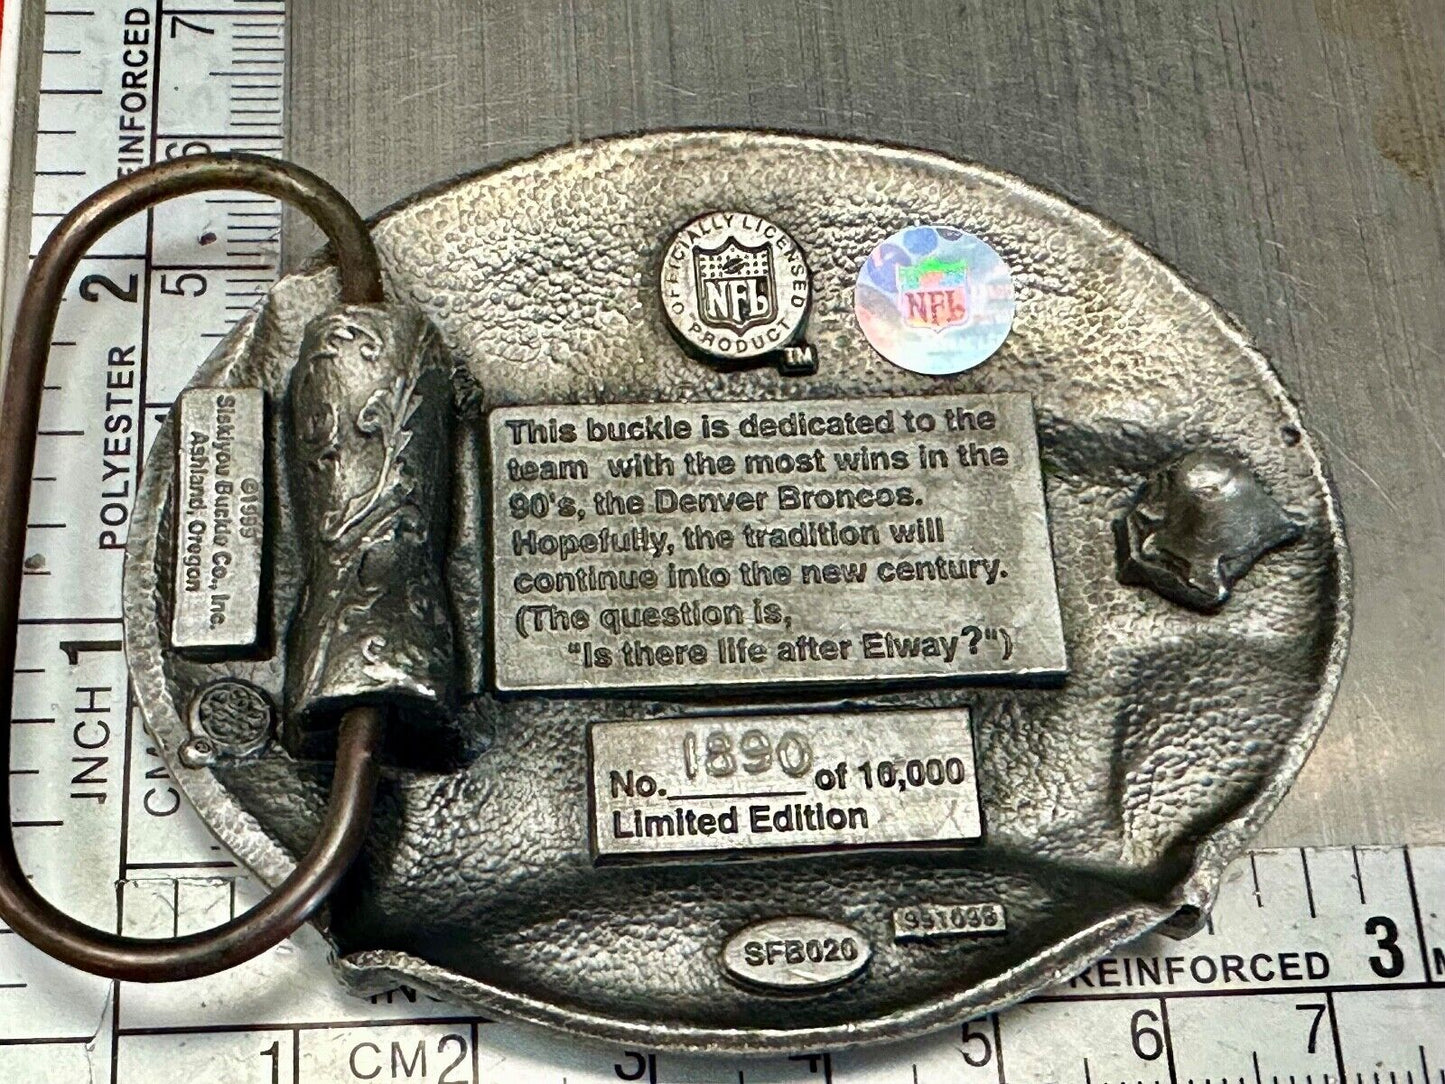 OFFICIALLY LICENSED PRODUCT
NFL
TM
NFL
This buckle is dedicated to the
team with the most wins in the
90's, the Denver Broncos.
Hopefully, the tradition will
continue into the new century.
(The question is,
"Is there life after Elway?")
©1999
Siskiyou Buckle Co., Inc.
Ashland, Oregon
No. 1890 of 10,000
Limited Edition
SFB020
REINFORCED
POLYESTER
INCH 1
2
5
6
7
REINFORCED 3
1 CM 2 3 5 6 7